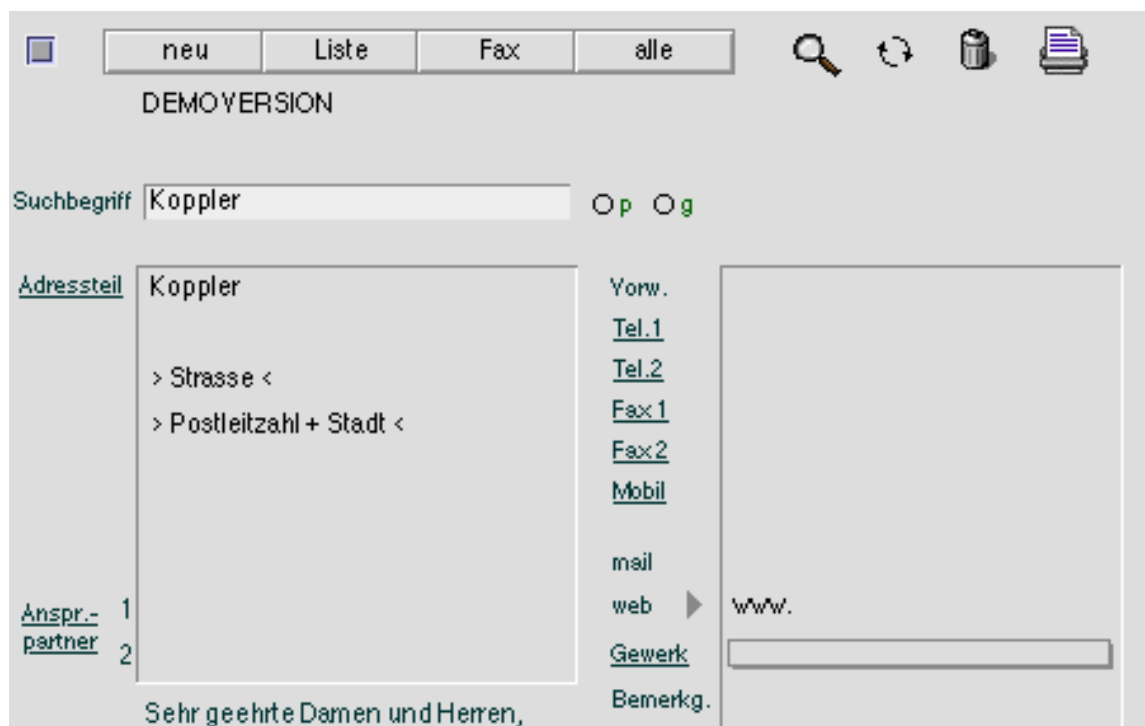 neu Liste Fax alle
DEMOVERSION
Suchbegriff Koppler p g
Adressteil Koppler
> Strasse <
> Postleitzahl + Stadt <
Anspr.- 1
partner 2
Sehr geehrte Damen und Herren,
Vorw.
Tel.1
Tel.2
Fax1
Fax2
Mobil
mail
web www.
Gewerk
Bemerkg.